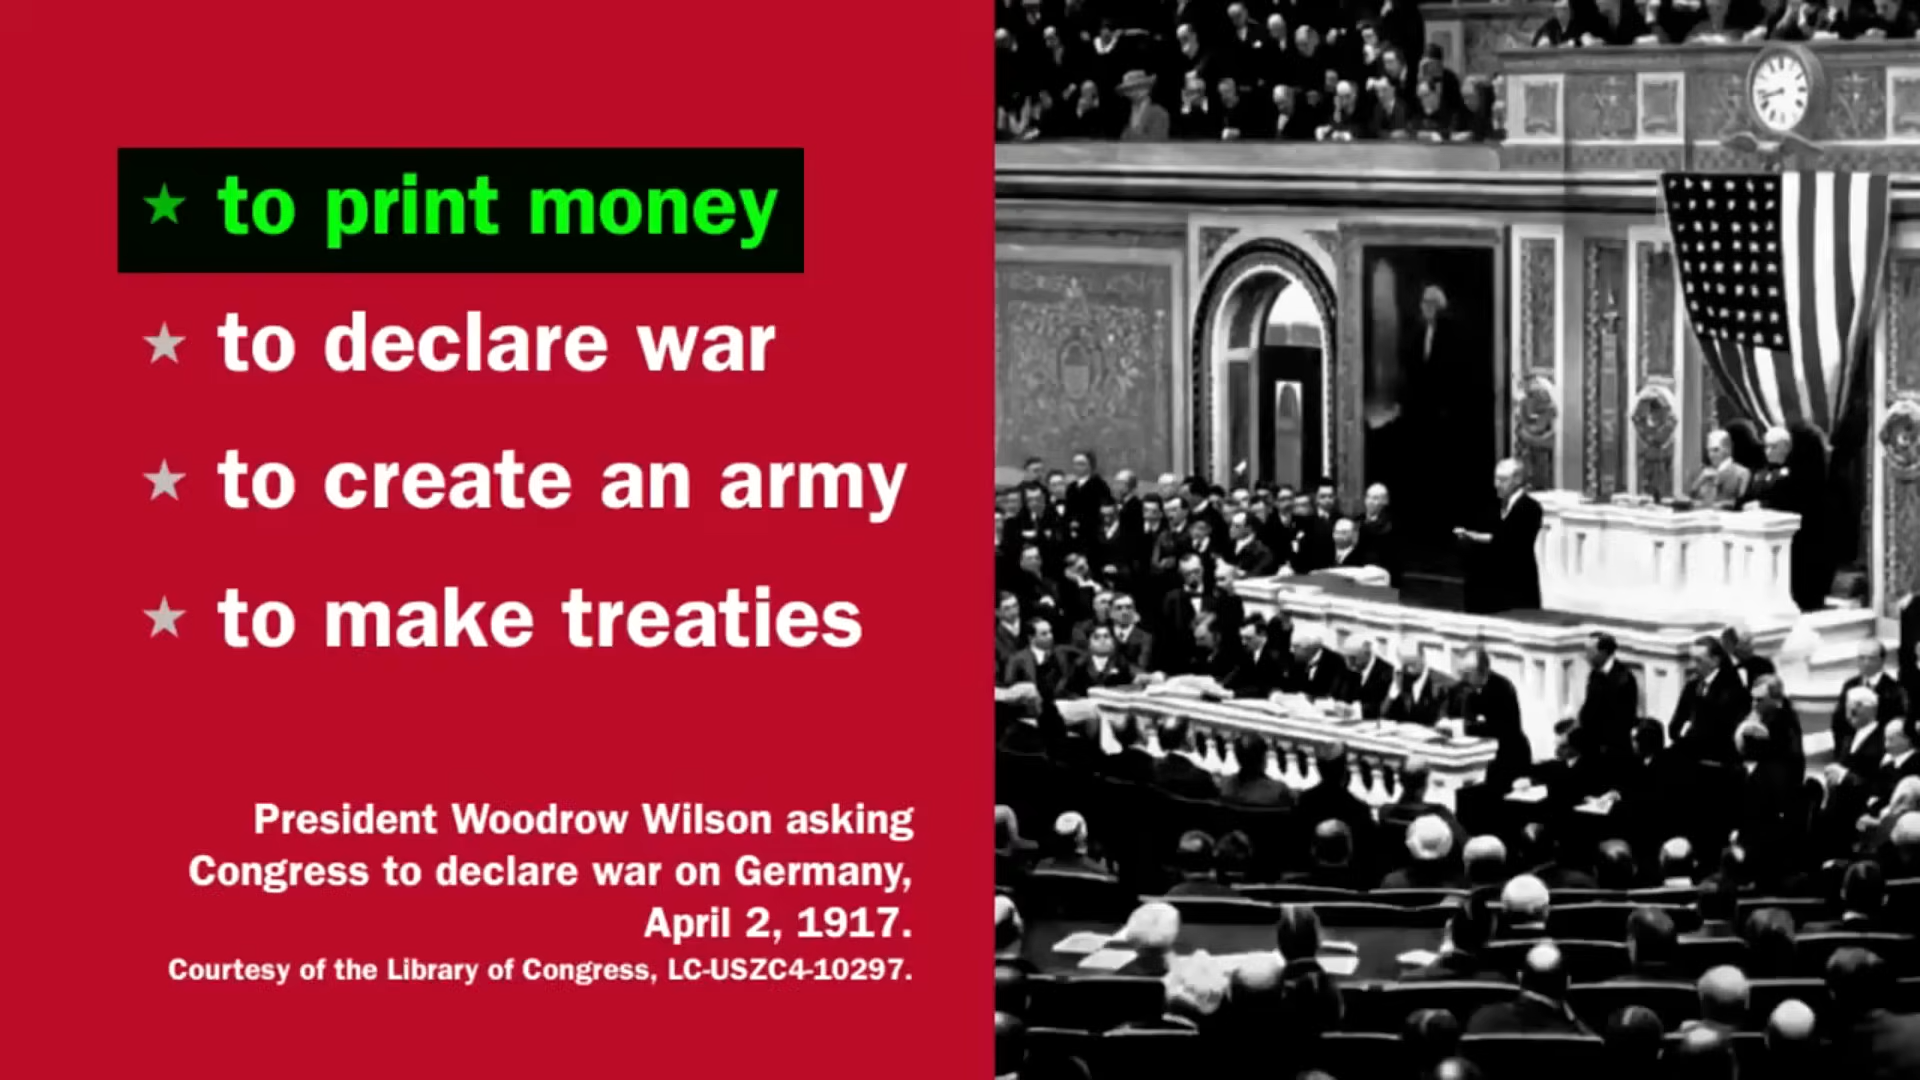 ★ to print money
★ to declare war
★ to create an army
★ to make treaties
President Woodrow Wilson asking
Congress to declare war on Germany,
April 2, 1917.
Courtesy of the Library of Congress, LC-USZC4-10297.